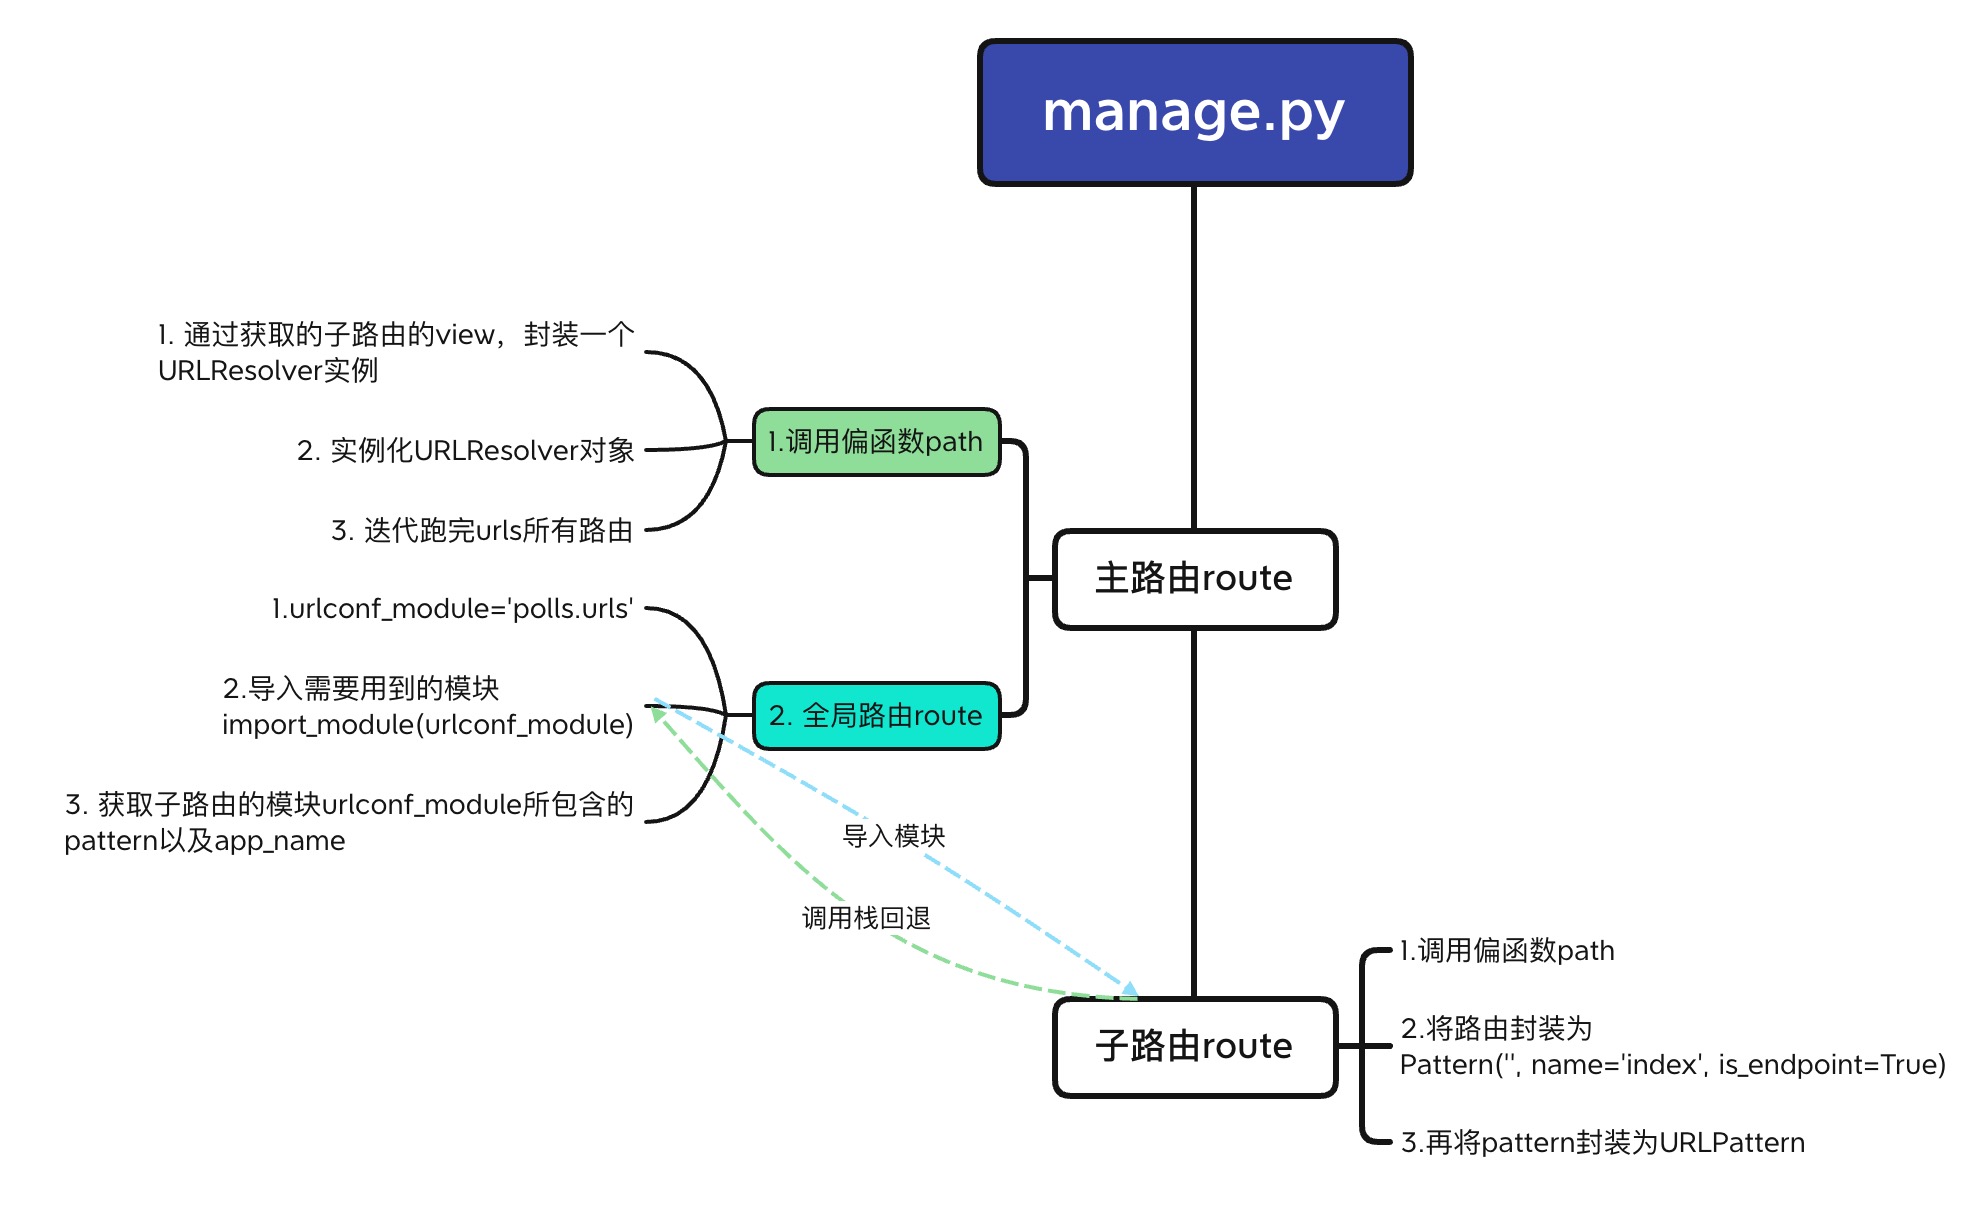 manage.py
1. 通过获取的子路由的view，封装一个
URLResolver实例
2. 实例化URLResolver对象
3. 迭代跑完urls所有路由
1.调用偏函数path
主路由route
1.urlconf_module='polls.urls'
2.导入需要用到的模块
import_module(urlconf_module)
3. 获取子路由的模块urlconf_module所包含的
pattern以及app_name
2. 全局路由route
导入模块
调用栈回退
子路由route
1.调用偏函数path
2.将路由封装为
Pattern('', name='index', is_endpoint=True)
3.再将pattern封装为URLPattern